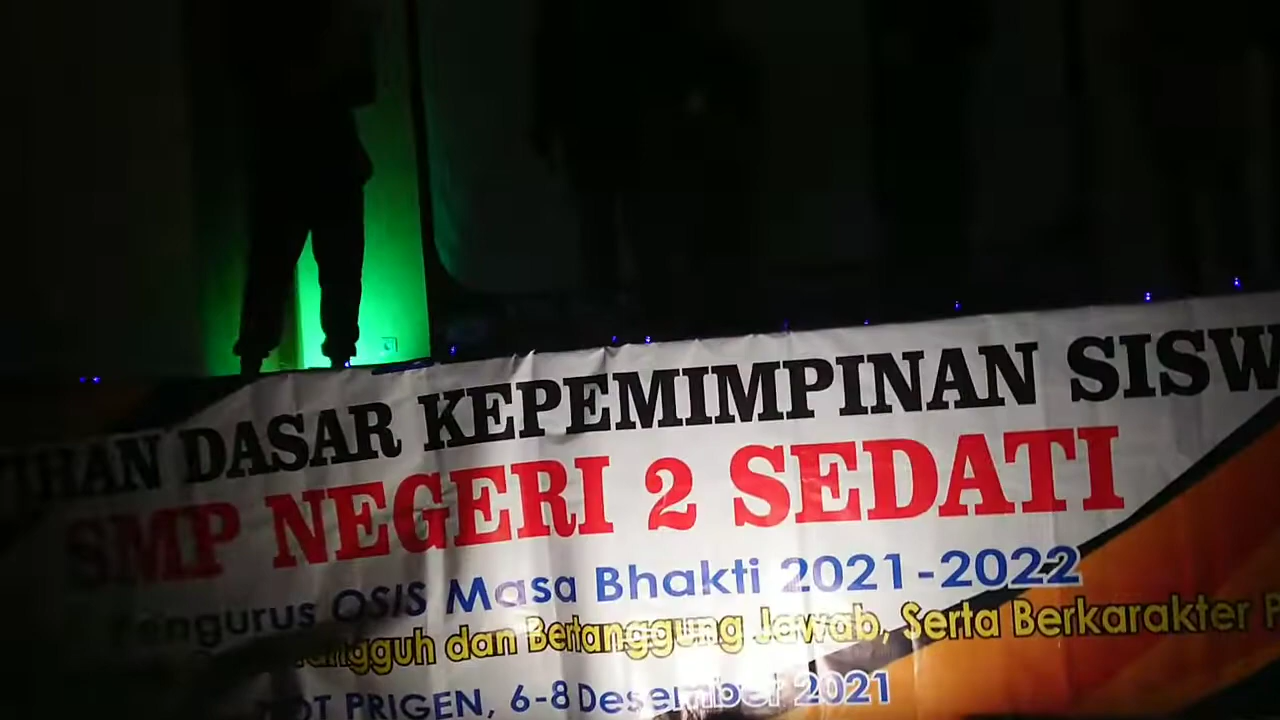 DASAR KEPEMIMPINAN
SMP NEGERI 2 SEDATI
Pengurus OSIS Masa Bhakti 2021-2022
dan Bertanggung Jawab, Serta Berkarakter
PRIGEN, 6-8 Desember 2021